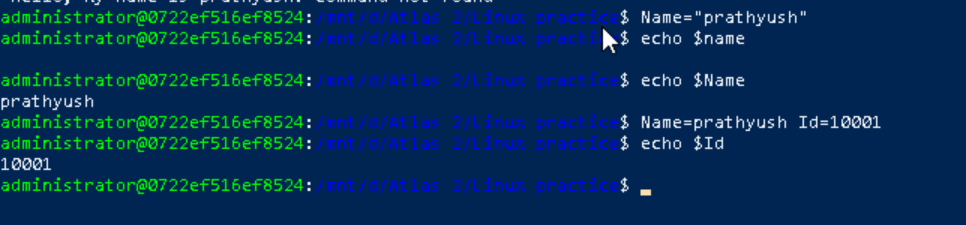 hello, my name is prathyush: command not found
administrator@0722ef516ef8524:/mnt/d/Atlas 2/Linux practice$ Name="prathyush"
administrator@0722ef516ef8524:/mnt/d/Atlas 2/Linux practice$ echo $name
administrator@0722ef516ef8524:/mnt/d/Atlas 2/Linux practice$ echo $Name
prathyush
administrator@0722ef516ef8524:/mnt/d/Atlas 2/Linux practice$ Name=prathyush Id=10001
administrator@0722ef516ef8524:/mnt/d/Atlas 2/Linux practice$ echo $Id
10001
administrator@0722ef516ef8524:/mnt/d/Atlas 2/Linux practice$